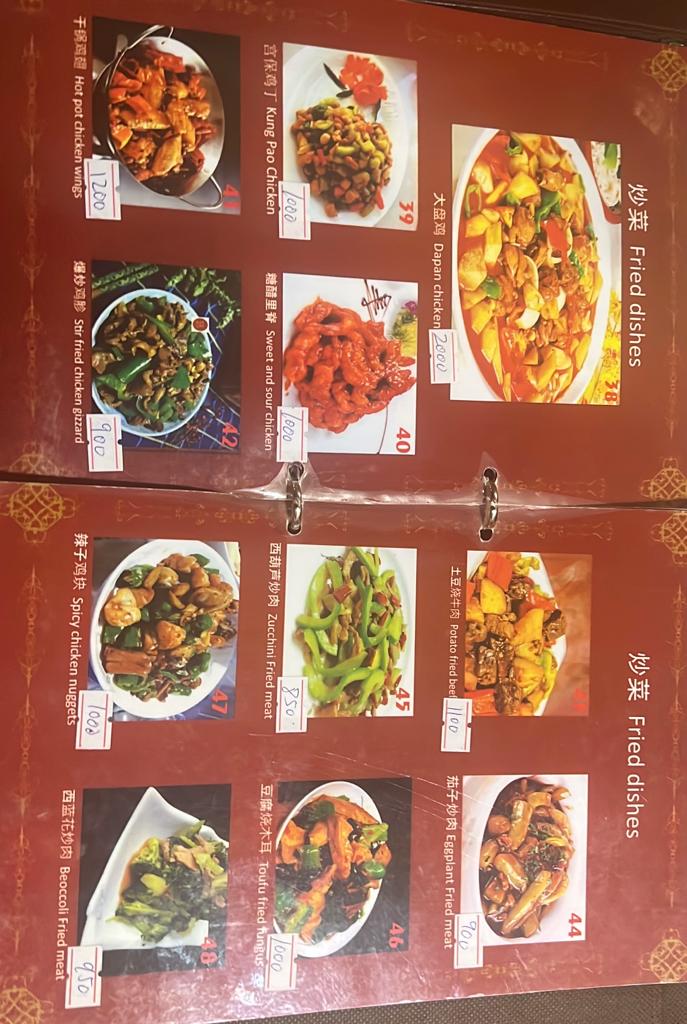 炒菜 Fried dishes
38
大盘鸡 Dapan chicken
2000
39
宫保鸡丁 Kung Pao Chicken
1000
40
糖醋里脊 Sweet and sour chicken
1000
41
干锅鸡翅 Hot pot chicken wings
1200
42
爆炒鸡胗 Stir fried chicken gizzard
900
炒菜 Fried dishes
土豆烧牛肉 Potato fried beef
1100
44
茄子炒肉 Eggplant Fried meat
900
45
西葫芦炒肉 Zucchini Fried meat
850
46
豆腐烧木耳 Toufu fried fungus
1000
47
辣子鸡块 Spicy chicken nuggets
1000
48
西蓝花炒肉 Beoccoli Fried meat
950